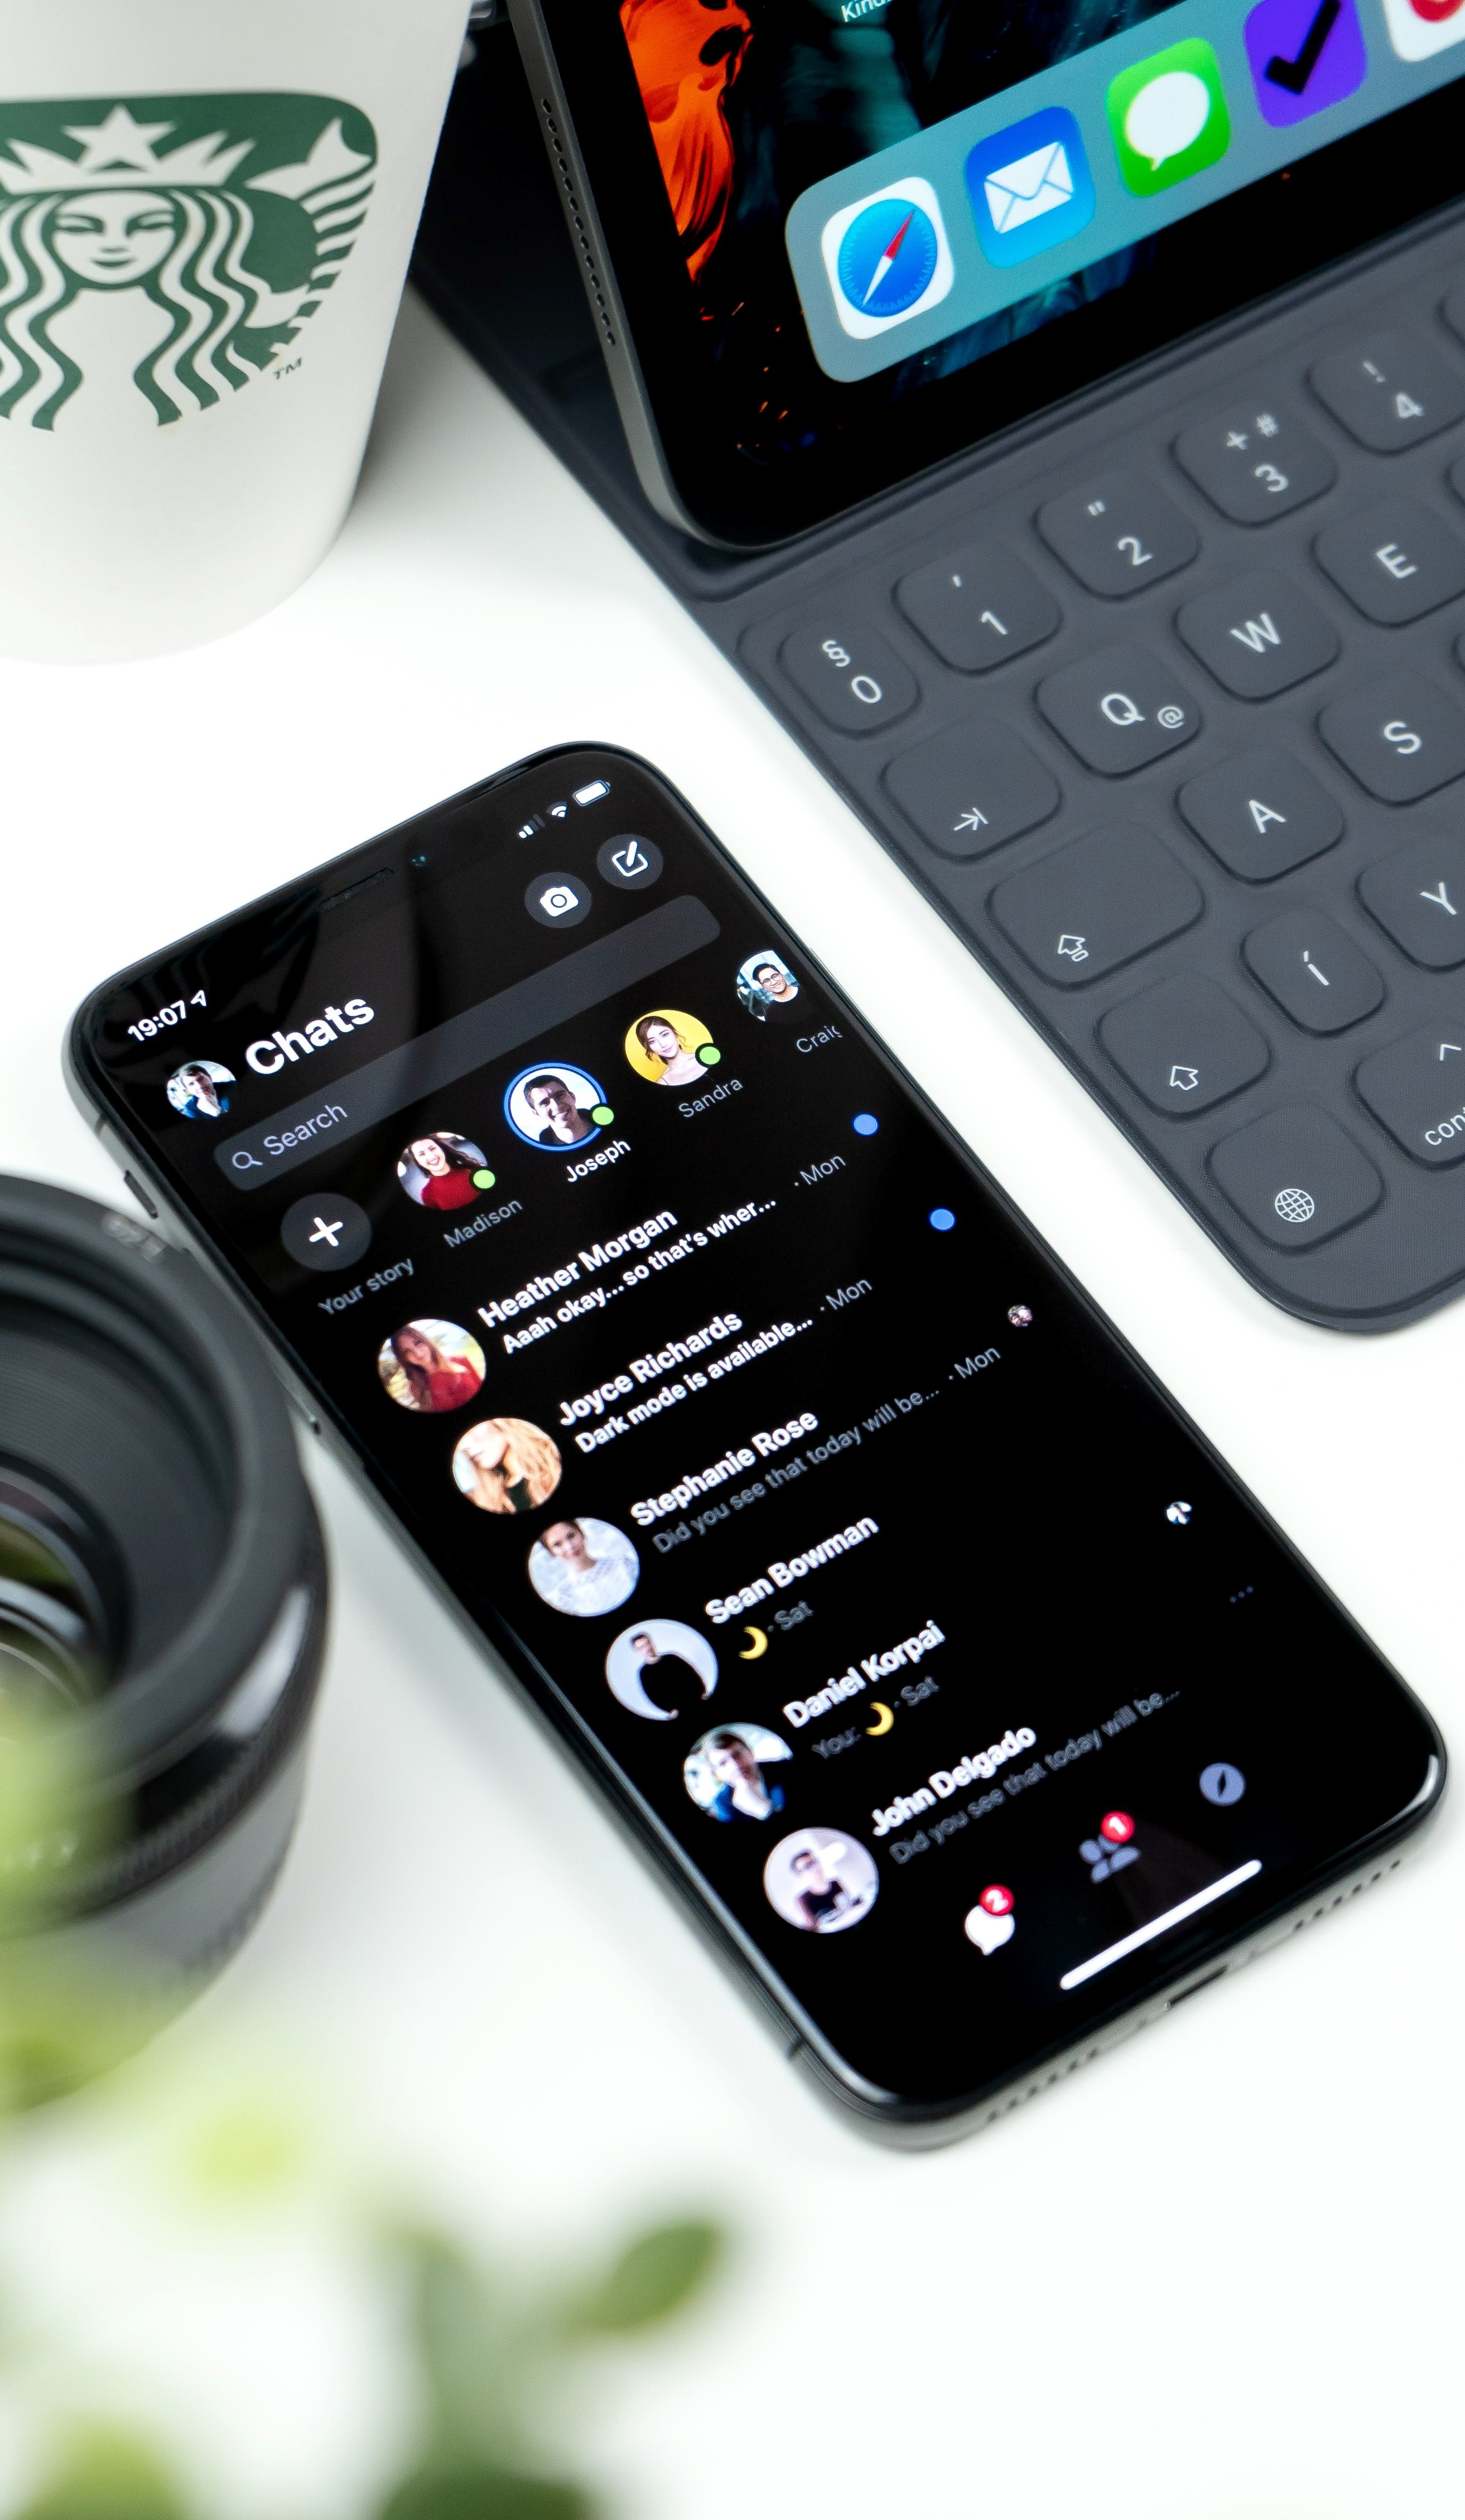 TM
! 4
+ # 3
" 2
E
' 1
W
§ 0
Q @
S
A
Y
Í
19:07
Chats
Search
Your story
Madison
Joseph
Sandra
Heather Morgan
Aaah okay... so that's wher... · Mon
Joyce Richards
Dark mode is available... · Mon
Stephanie Rose
Did you see that today will be... · Mon
Sean Bowman
🌙 · Sat
Daniel Korpai
You: 🌙 · Sat
John Delgado
Did you see that today will be...
2
1